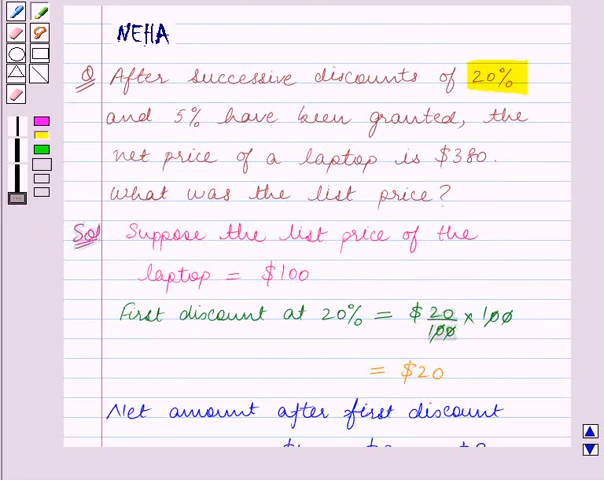 NEHA
Q After successive discounts of 20%
and 5% have been granted, the
net price of a laptop is $380.
What was the list price?
Sol Suppose the list price of the
laptop = $100
First discount at 20% = $ 20/100 × 100
= $20
Net amount after first discount